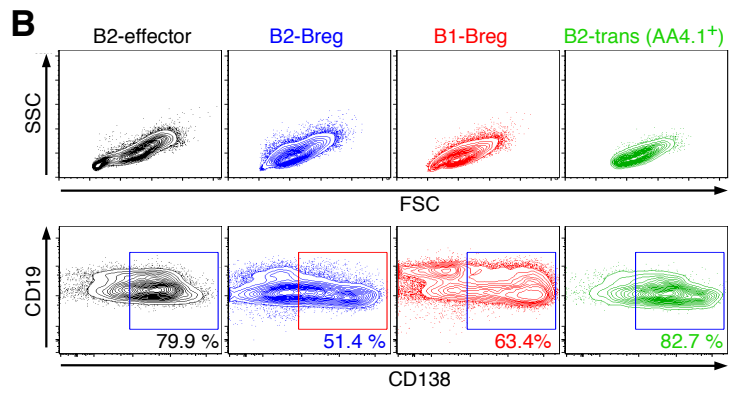 B
B2-effector B2-Breg B1-Breg B2-trans (AA4.1⁺)
SSC
FSC
CD19
79.9 % 51.4 % 63.4% 82.7 %
CD138